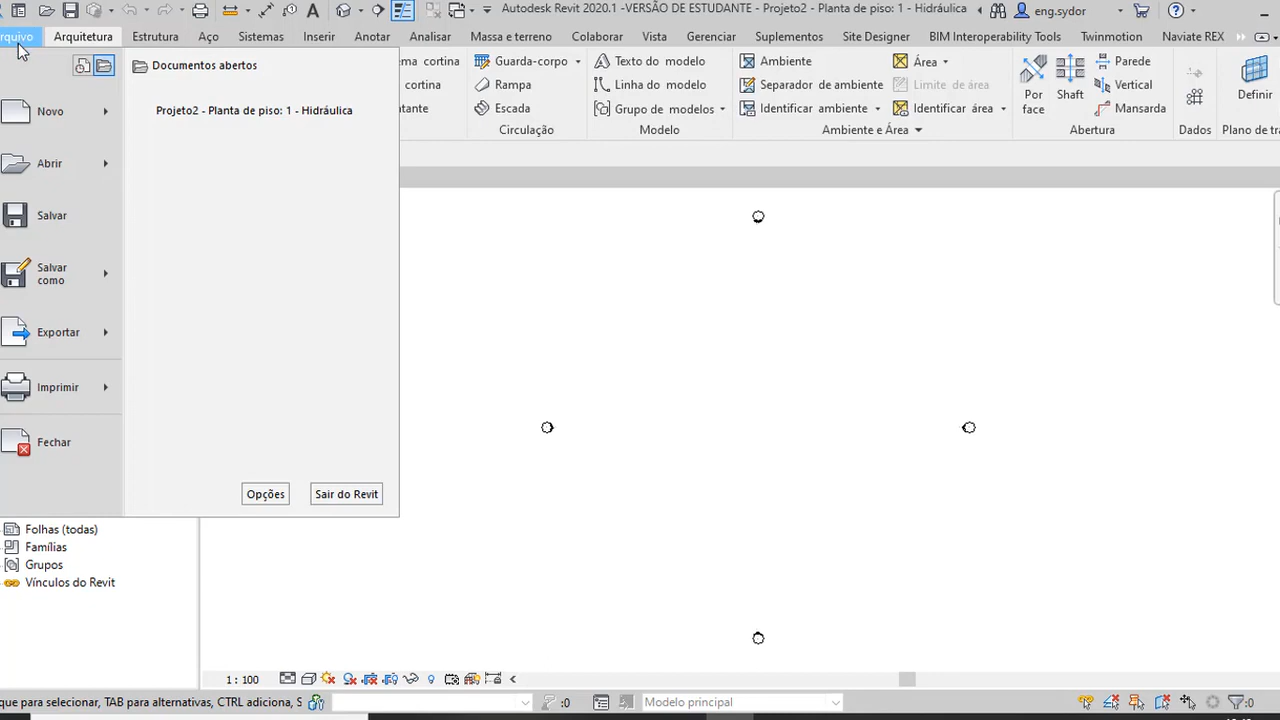 Autodesk Revit 2020.1 -VERSÃO DE ESTUDANTE - Projeto2 - Planta de piso: 1 - Hidráulica
eng.sydor
rquivo Arquitetura Estrutura Aço Sistemas Inserir Anotar Analisar Massa e terreno Colaborar Vista Gerenciar Suplementos Site Designer BIM Interoperability Tools Twinmotion Naviate REX
Documentos abertos
Projeto2 - Planta de piso: 1 - Hidráulica
Novo
Abrir
Salvar
Salvar
como
Exportar
Imprimir
Fechar
Opções Sair do Revit
ema cortina
cortina
ntante
Guarda-corpo
Rampa
Escada
Circulação
Texto do modelo
Linha do modelo
Grupo de modelos
Modelo
Ambiente
Separador de ambiente
Identificar ambiente
Área
Limite de área
Identificar área
Ambiente e Área
Por
face
Shaft
Parede
Vertical
Mansarda
Abertura
Dados
Definir
Plano de tra
Folhas (todas)
Famílias
Grupos
Vínculos do Revit
1 : 100
que para selecionar, TAB para alternativas, CTRL adiciona, S
:0
Modelo principal
:0